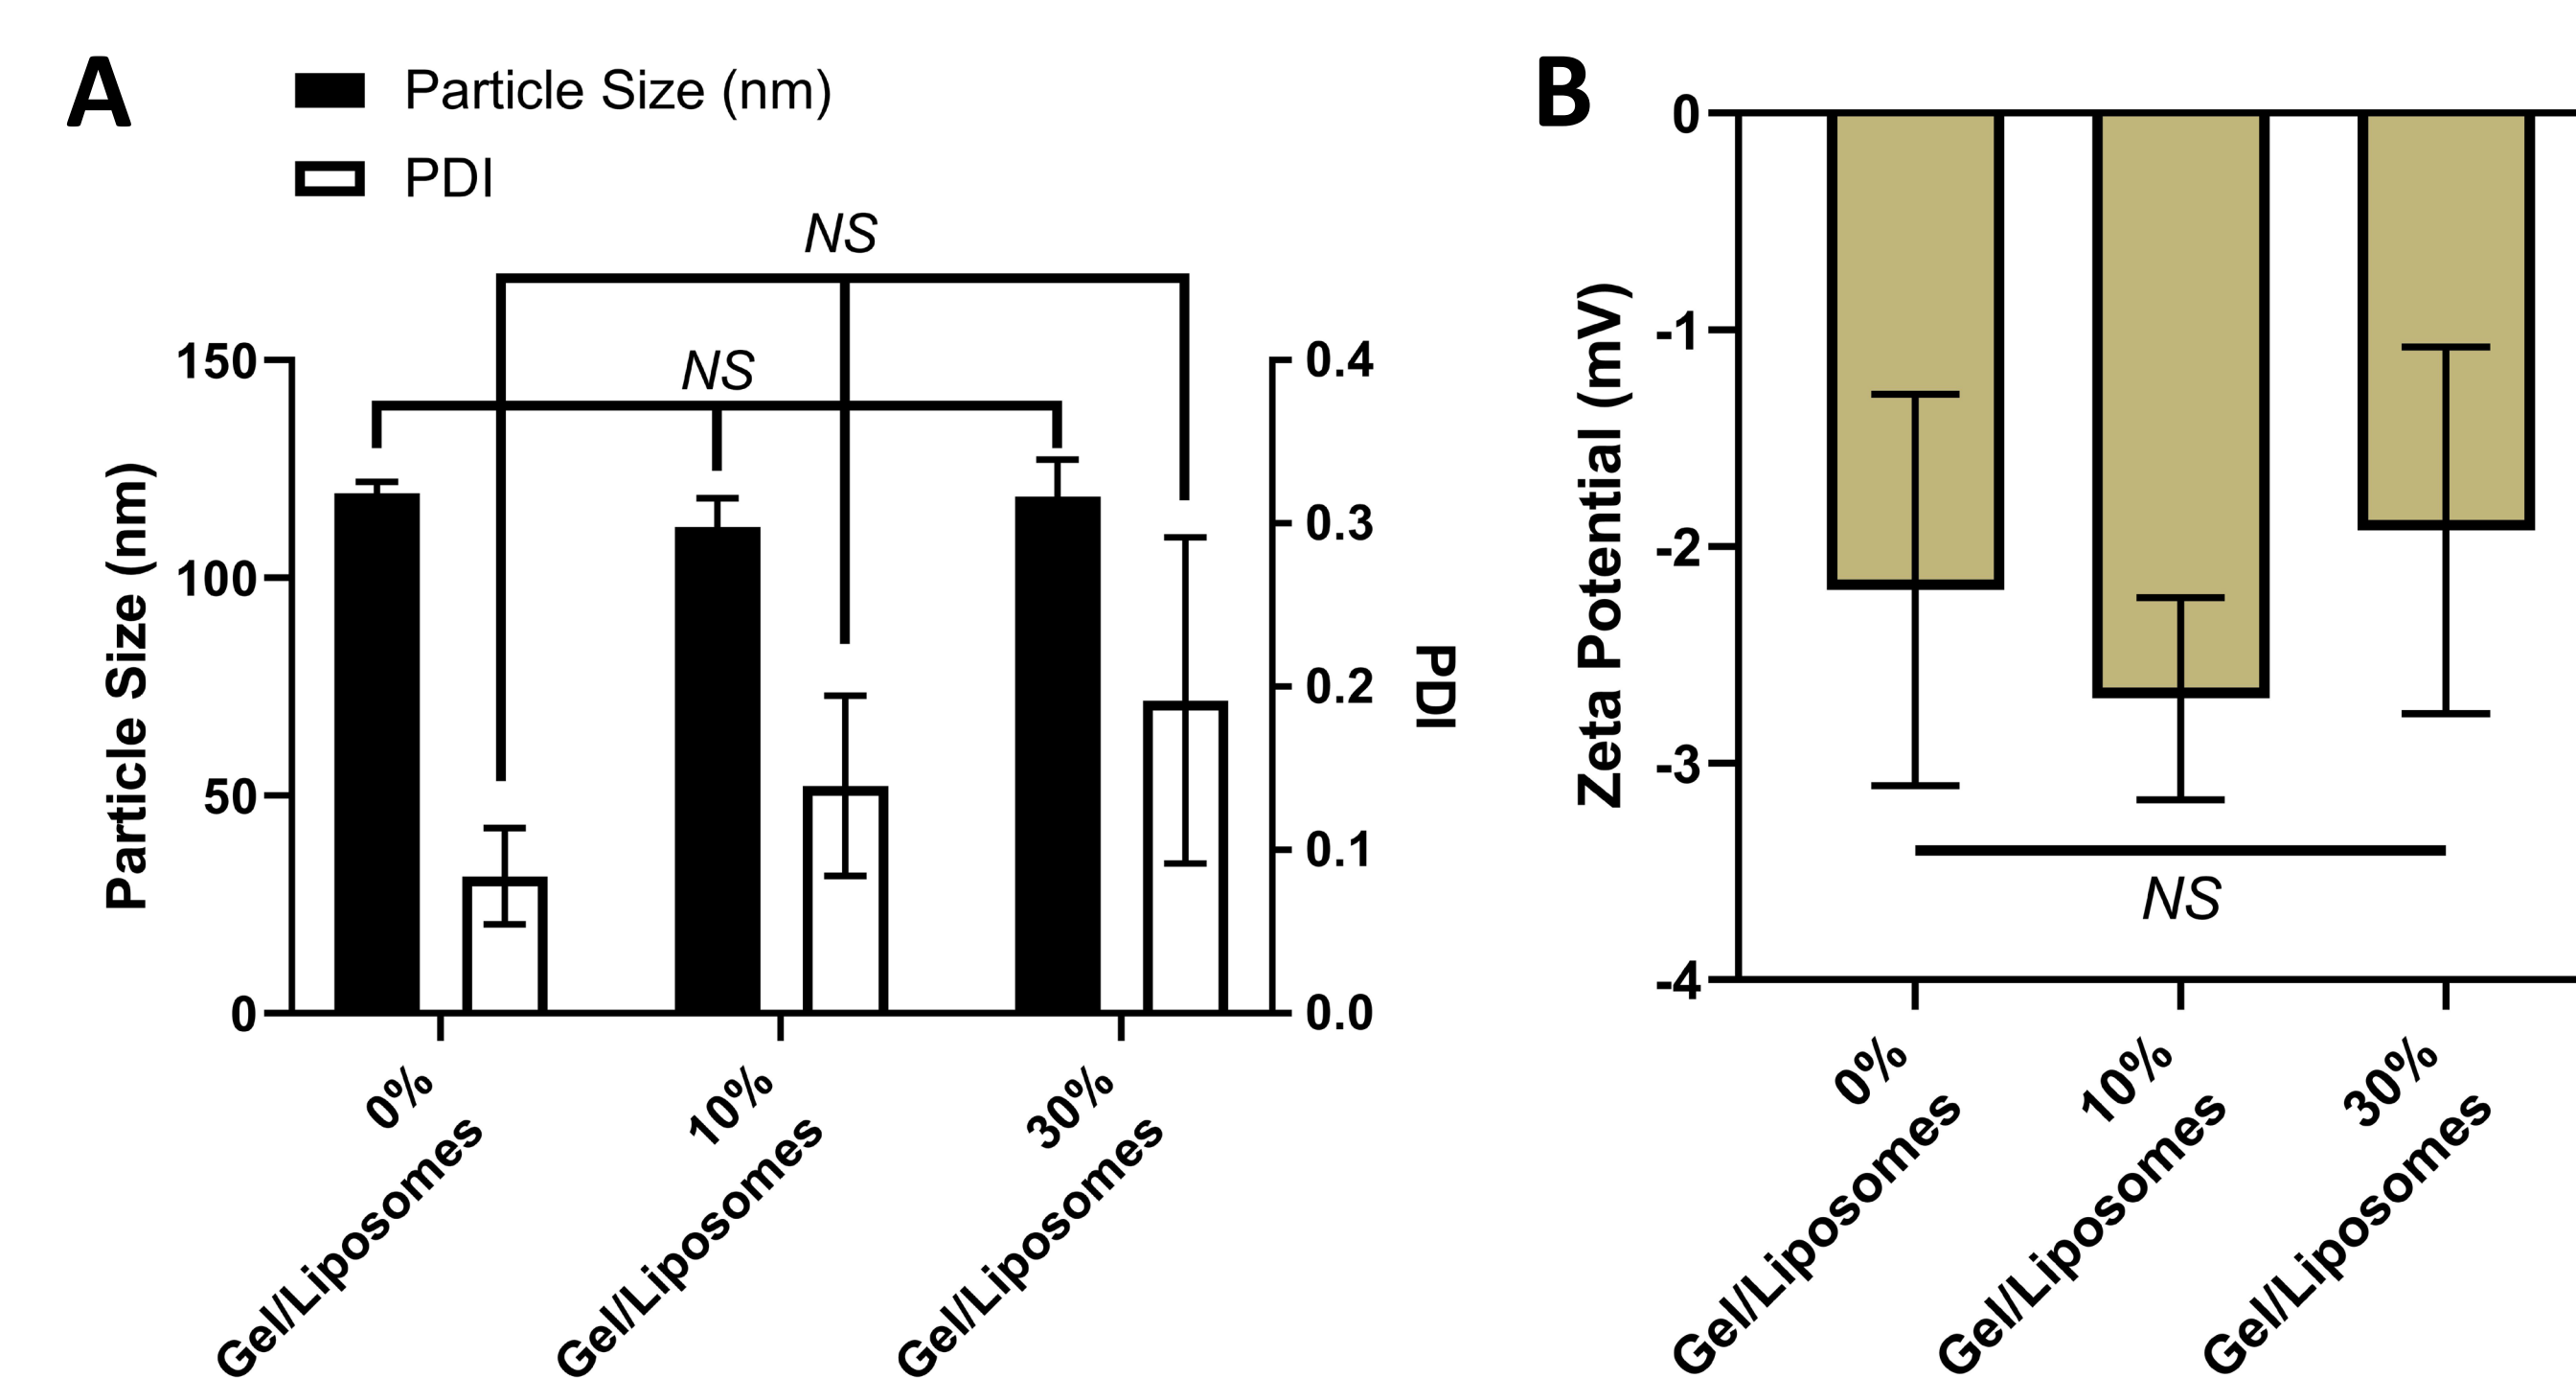 A
Particle Size (nm)
PDI
NS
NS
150
100
50
0
Particle Size (nm)
0.4
0.3
0.2
0.1
0.0
PDI
0%
Gel/Liposomes
10%
Gel/Liposomes
30%
Gel/Liposomes
B
0
-1
-2
-3
-4
Zeta Potential (mV)
NS
0%
Gel/Liposomes
10%
Gel/Liposomes
30%
Gel/Liposomes